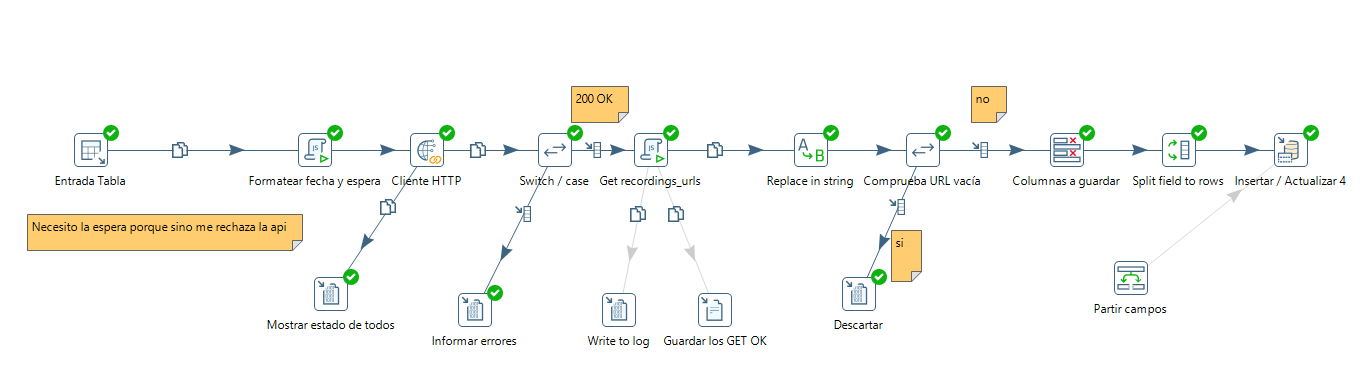 200 OK
no
Entrada Tabla
Formatear fecha y espera
Cliente HTTP
Switch / case
Get recordings_urls
Replace in string
Comprueba URL vacía
Columnas a guardar
Split field to rows
Insertar / Actualizar 4
Necesito la espera porque sino me rechaza la api
si
Mostrar estado de todos
Informar errores
Write to log
Guardar los GET OK
Descartar
Partir campos